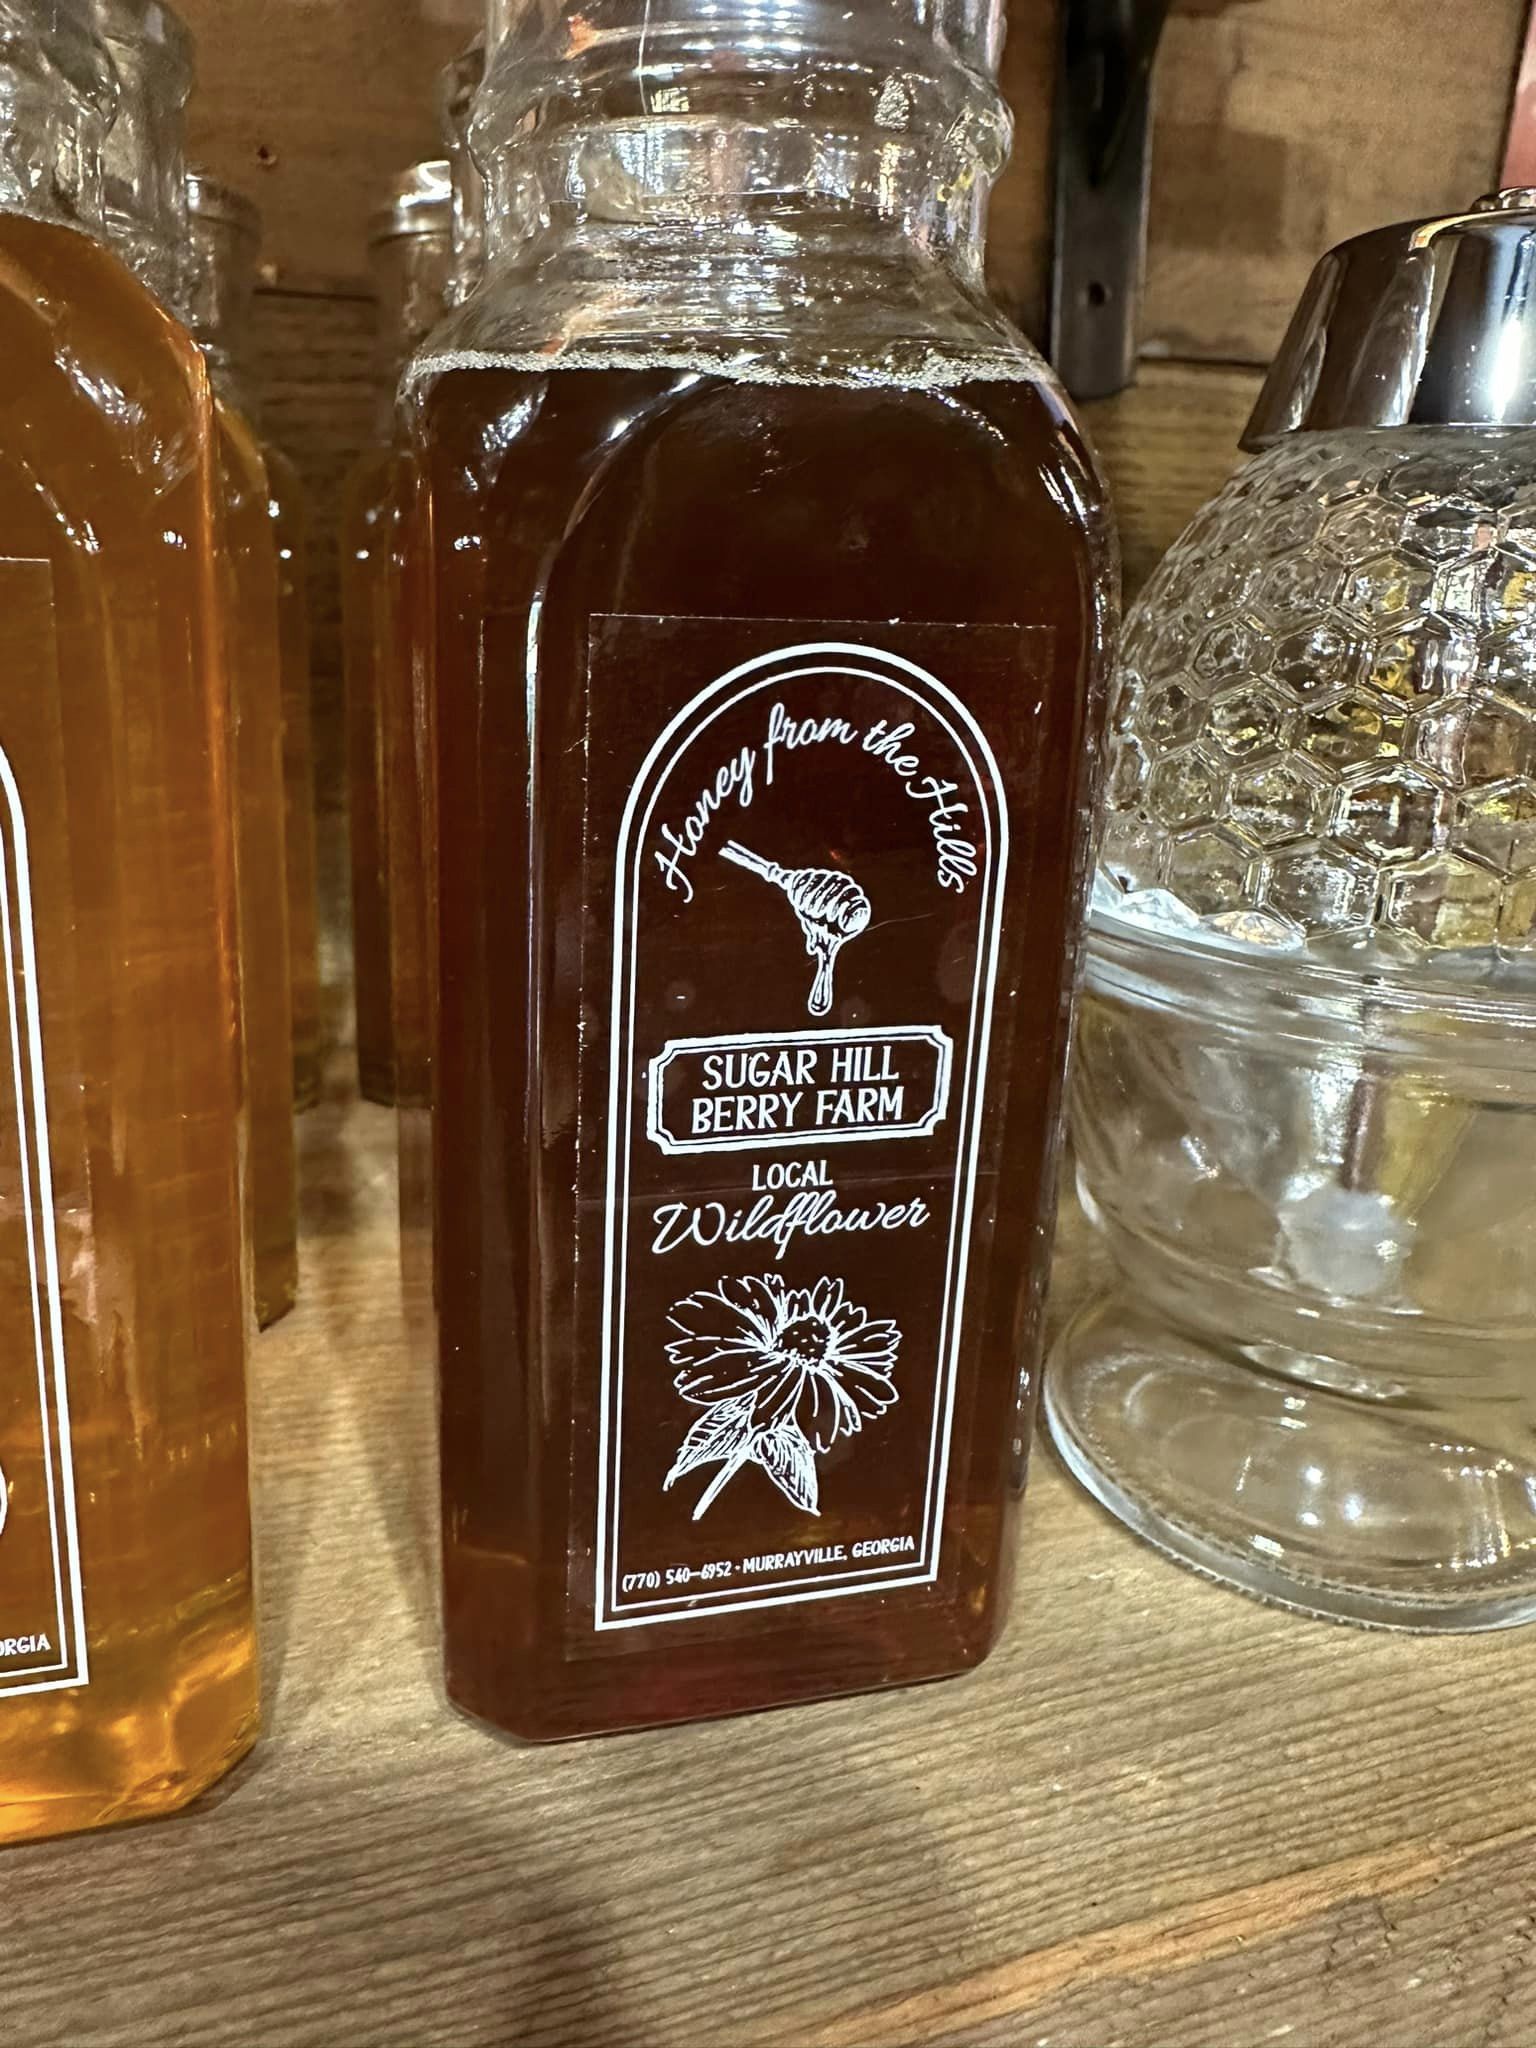 Honey from the Hills
SUGAR HILL
BERRY FARM
LOCAL
Wildflower
(770) 540-6952 · MURRAYVILLE, GEORGIA